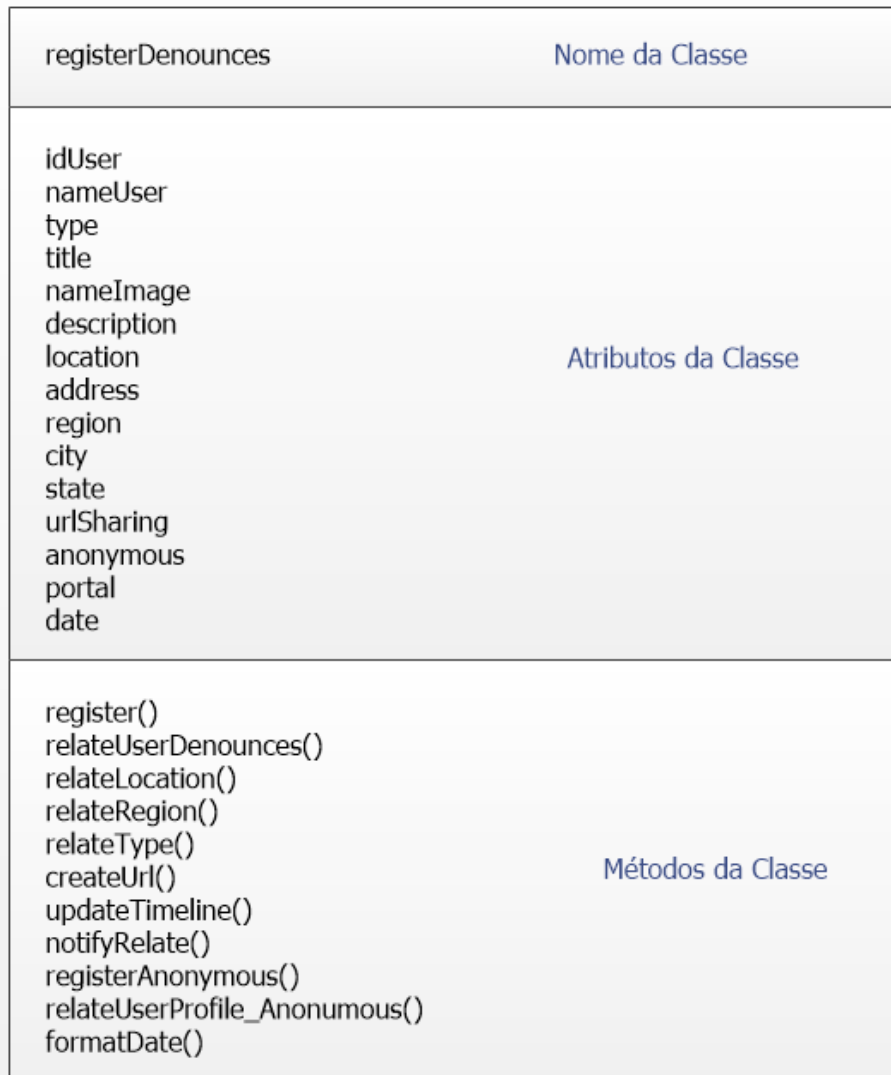 registerDenounces Nome da Classe
idUser
nameUser
type
title
nameImage
description
location
address
region
city
state
urlSharing
anonymous
portal
date
Atributos da Classe
register()
relateUserDenounces()
relateLocation()
relateRegion()
relateType()
createUrl()
updateTimeline()
notifyRelate()
registerAnonymous()
relateUserProfile_Anonumous()
formatDate()
Métodos da Classe